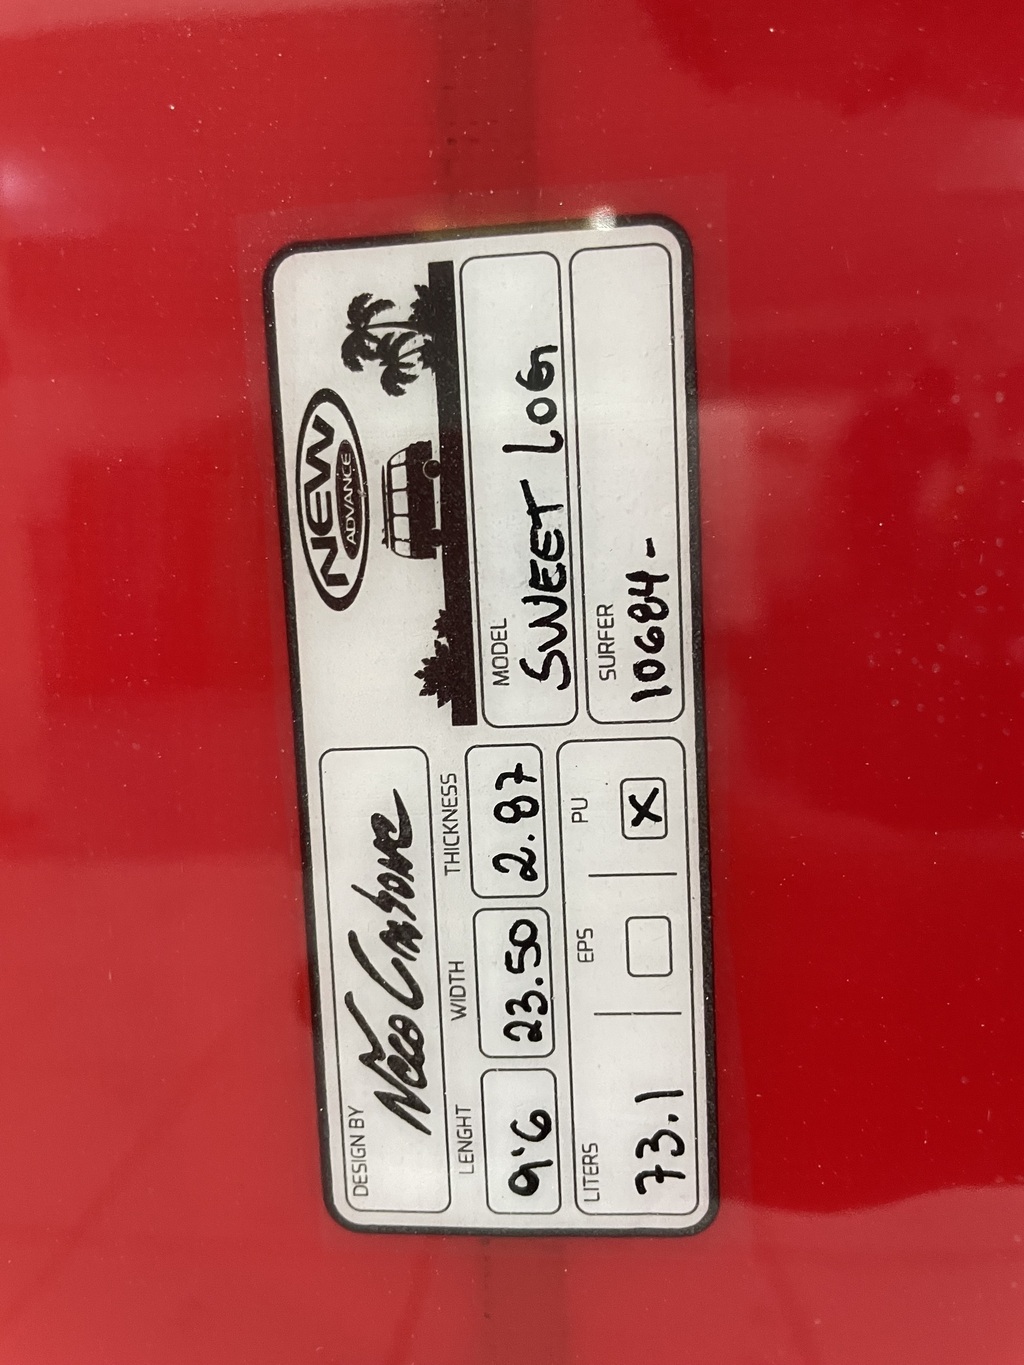 DESIGN BY
Neco Carbone
NEW
ADVANCE
LENGHT WIDTH THICKNESS
9'6 23.50 2.87
MODEL
SWEET LOG
LITERS EPS PU
73.1 X
SURFER
10684-